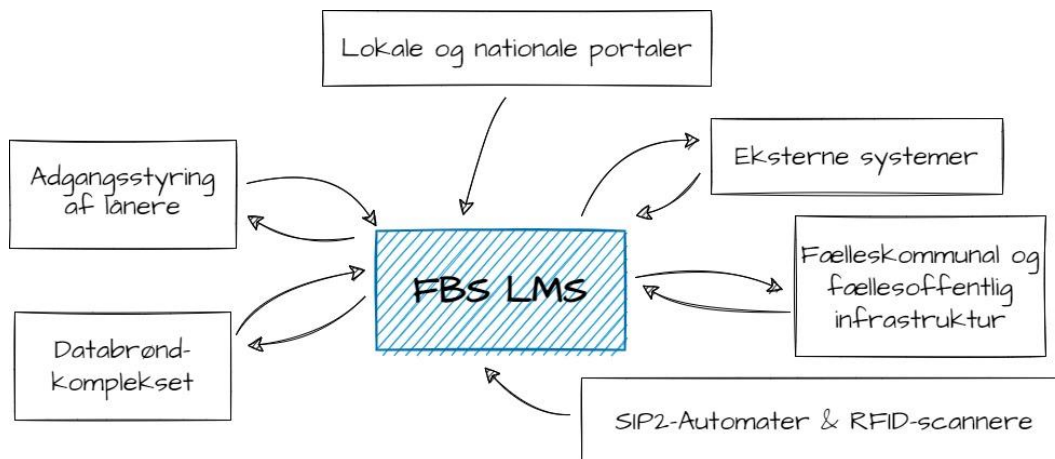 Lokale og nationale portaler
Adgangsstyring
af lånere
Eksterne systemer
FBS LMS
Fælleskommunal og
fællesoffentlig
infrastruktur
Databrønd-
komplekset
SIP2-Automater & RFID-scannere